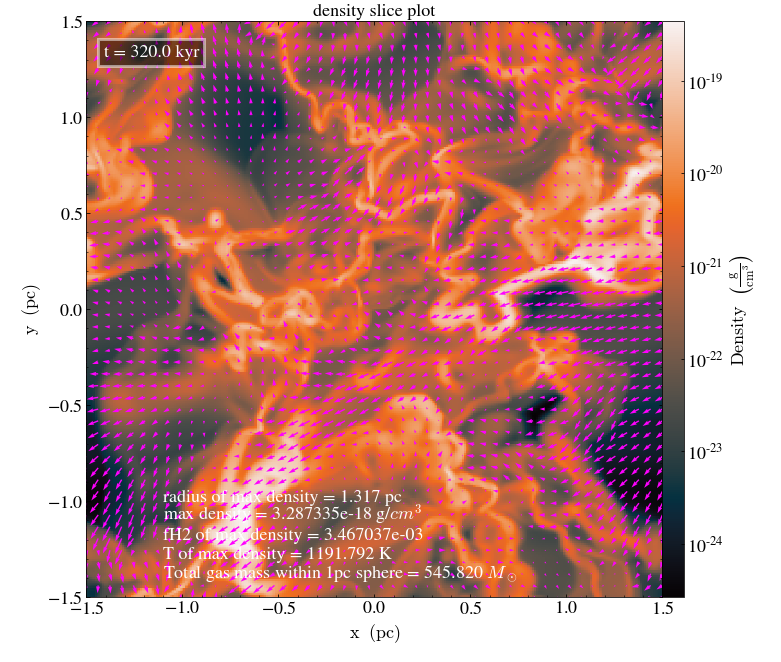 density slice plot
t = 320.0 kyr
radius of max density = 1.317 pc
max density = 3.287335e-18 g/cm³
fH2 of max density = 3.467037e-03
T of max density = 1191.792 K
Total gas mass within 1pc sphere = 545.820 M⊙
1.5
1.0
0.5
0.0
−0.5
−1.0
−1.5
y (pc)
−1.5 −1.0 −0.5 0.0 0.5 1.0 1.5
x (pc)
10⁻¹⁹
10⁻²⁰
10⁻²¹
10⁻²²
10⁻²³
10⁻²⁴
Density (g/cm³)